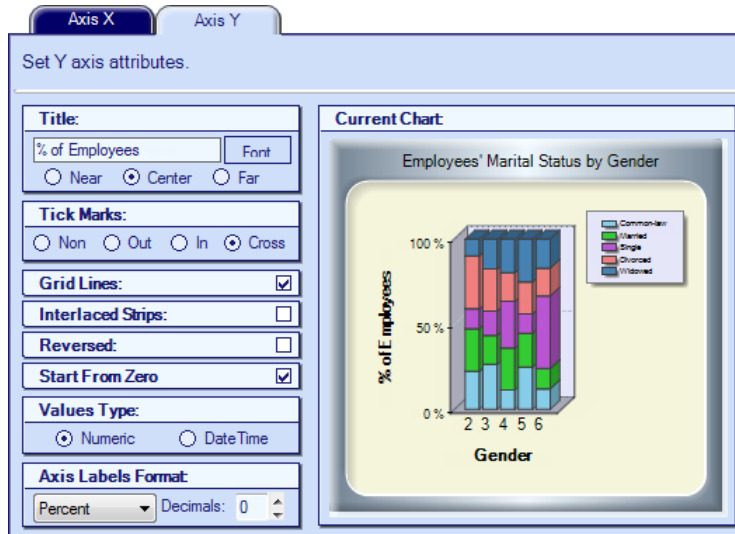 Axis X
Axis Y
Set Y axis attributes.
Title:
% of Employees
Font
Near
Center
Far
Tick Marks:
Non
Out
In
Cross
Grid Lines:
Interlaced Strips:
Reversed:
Start From Zero
Values Type:
Numeric
DateTime
Axis Labels Format:
Percent
Decimals: 0
Current Chart:
Employees' Marital Status by Gender
Common-law
Married
Single
Divorced
Widowed
100 %
50 %
0 %
% of Employees
2 3 4 5 6
Gender